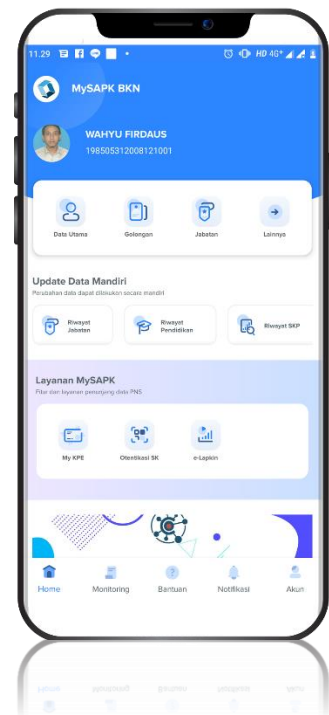 11.29
HD 4G+
MySAPK BKN
WAHYU FIRDAUS
198505312008121001
Data Utama Golongan Jabatan Lainnya
Update Data Mandiri
Perubahan data dapat dilakukan secara mandiri
Riwayat Jabatan
Riwayat Pendidikan
Riwayat SKP
Layanan MySAPK
Fitur dan layanan penunjang data PNS
My KPE Otentikasi SK e-Lapkin
Home Monitoring Bantuan Notifikasi Akun